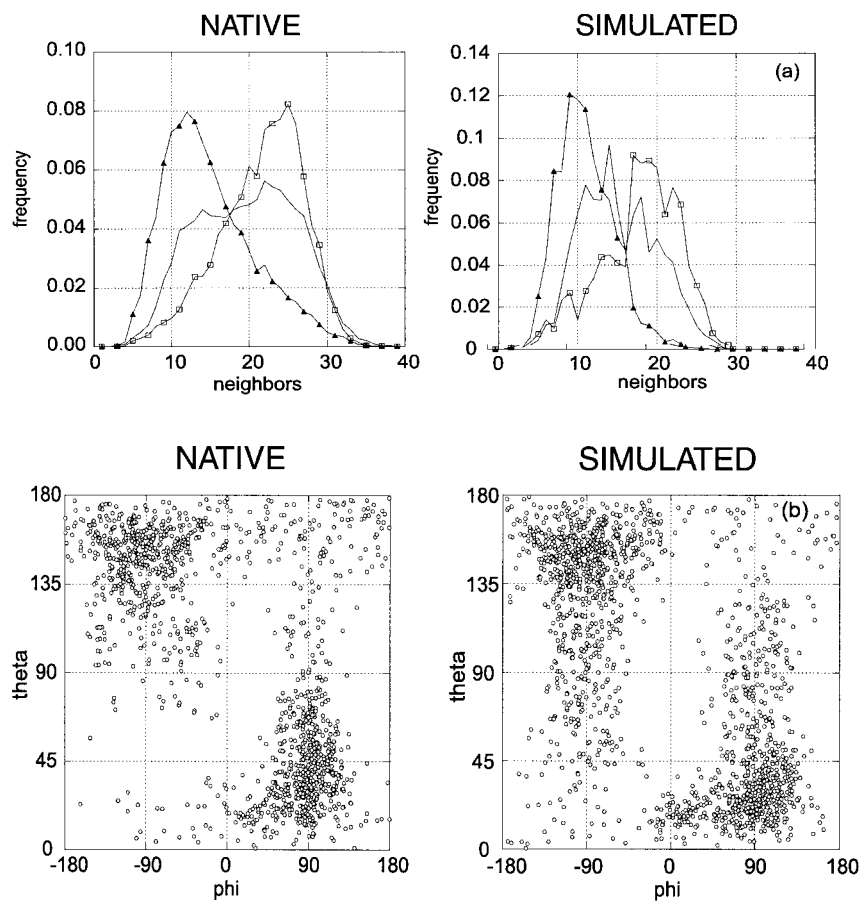 NATIVE
SIMULATED
0.10
0.08
0.06
0.04
0.02
0.00
frequency
0 10 20 30 40
neighbors
0.14
0.12
0.1
0.08
0.06
0.04
0.02
0
frequency
(a)
0 10 20 30 40
neighbors
NATIVE
SIMULATED
180
135
90
45
0
theta
-180 -90 0 90 180
phi
180
135
90
45
0
theta
(b)
-180 -90 0 90 180
phi